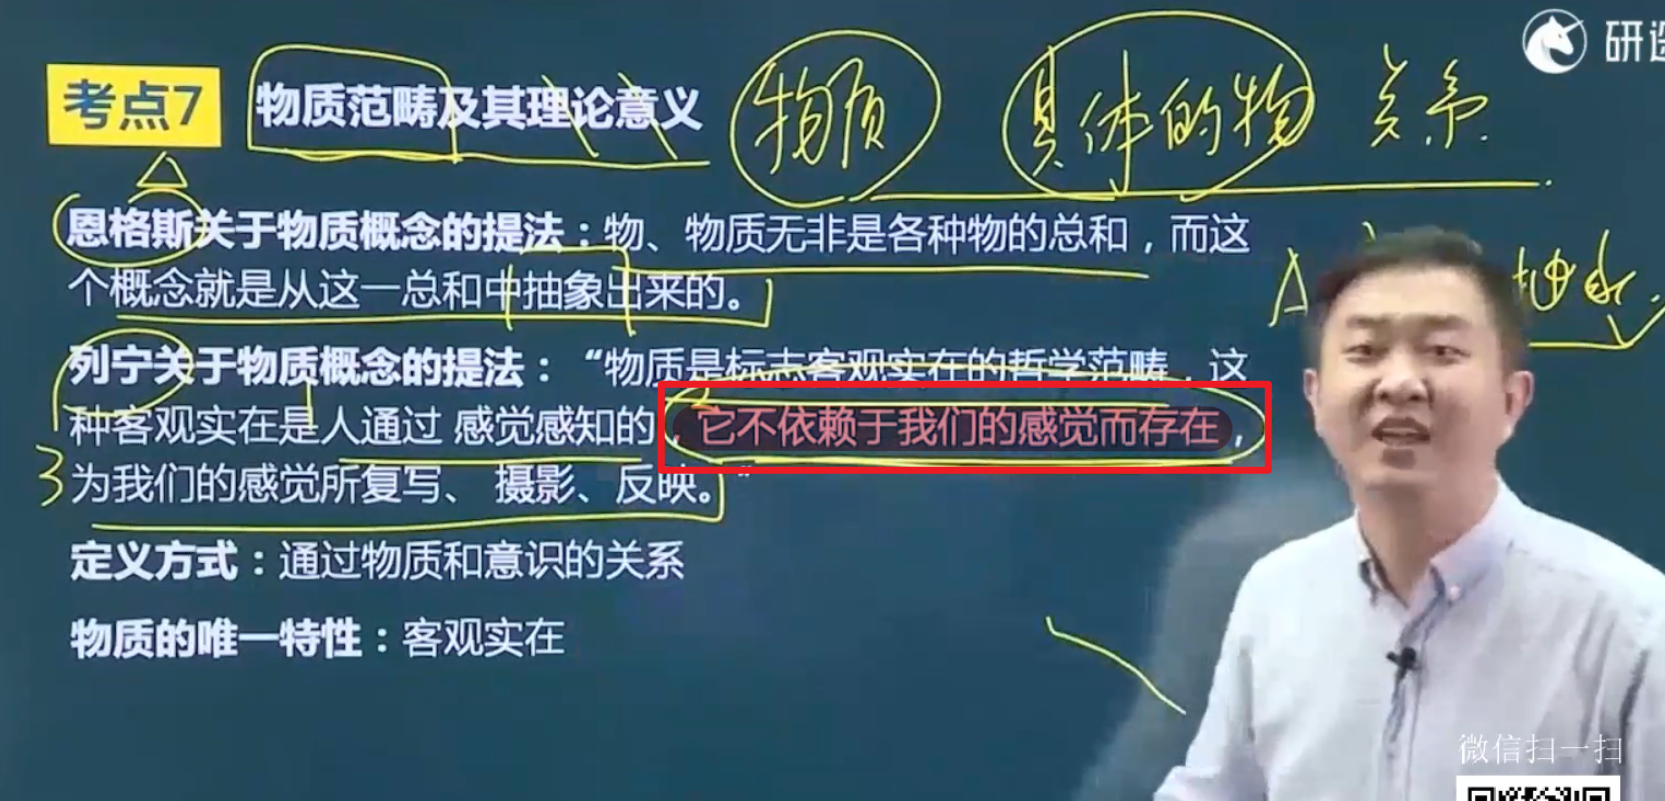 研
考点7
物质范畴及其理论意义
物质
具体的物
关系
恩格斯关于物质概念的提法：物、物质无非是各种物的总和，而这
个概念就是从这一总和中抽象出来的。
抽象
列宁关于物质概念的提法：“物质是标志客观实在的哲学范畴，这
种客观实在是人通过 感觉感知的，它不依赖于我们的感觉而存在，
3
为我们的感觉所复写、 摄影、反映。”
定义方式：通过物质和意识的关系
物质的唯一特性：客观实在
微信扫一扫